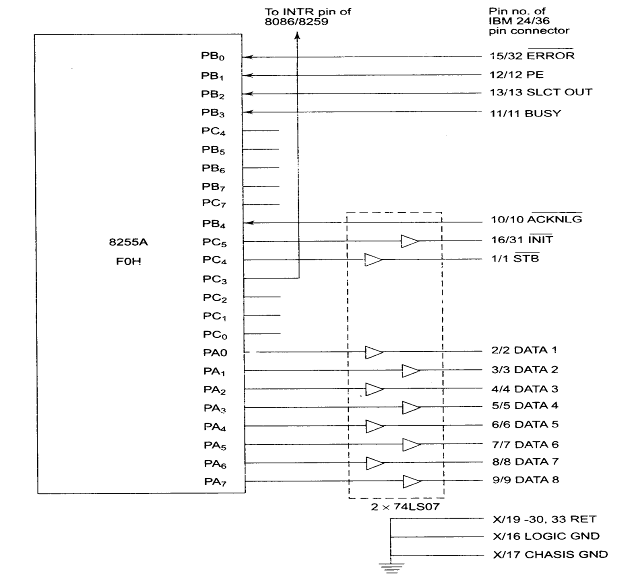 To INTR pin of
8086/8259
Pin no. of
IBM 24/36
pin connector
PB0 15/32 ERROR
PB1 12/12 PE
PB2 13/13 SLCT OUT
PB3 11/11 BUSY
PC4
PB5
PB6
PB7
PC7
PB4 10/10 ACKNLG
8255A
F0H
PC5 16/31 INIT
PC4 1/1 STB
PC3
PC2
PC1
PC0
PA0 2/2 DATA 1
PA1 3/3 DATA 2
PA2 4/4 DATA 3
PA3 5/5 DATA 4
PA4 6/6 DATA 5
PA5 7/7 DATA 6
PA6 8/8 DATA 7
PA7 9/9 DATA 8
2 × 74LS07
X/19 -30, 33 RET
X/16 LOGIC GND
X/17 CHASIS GND